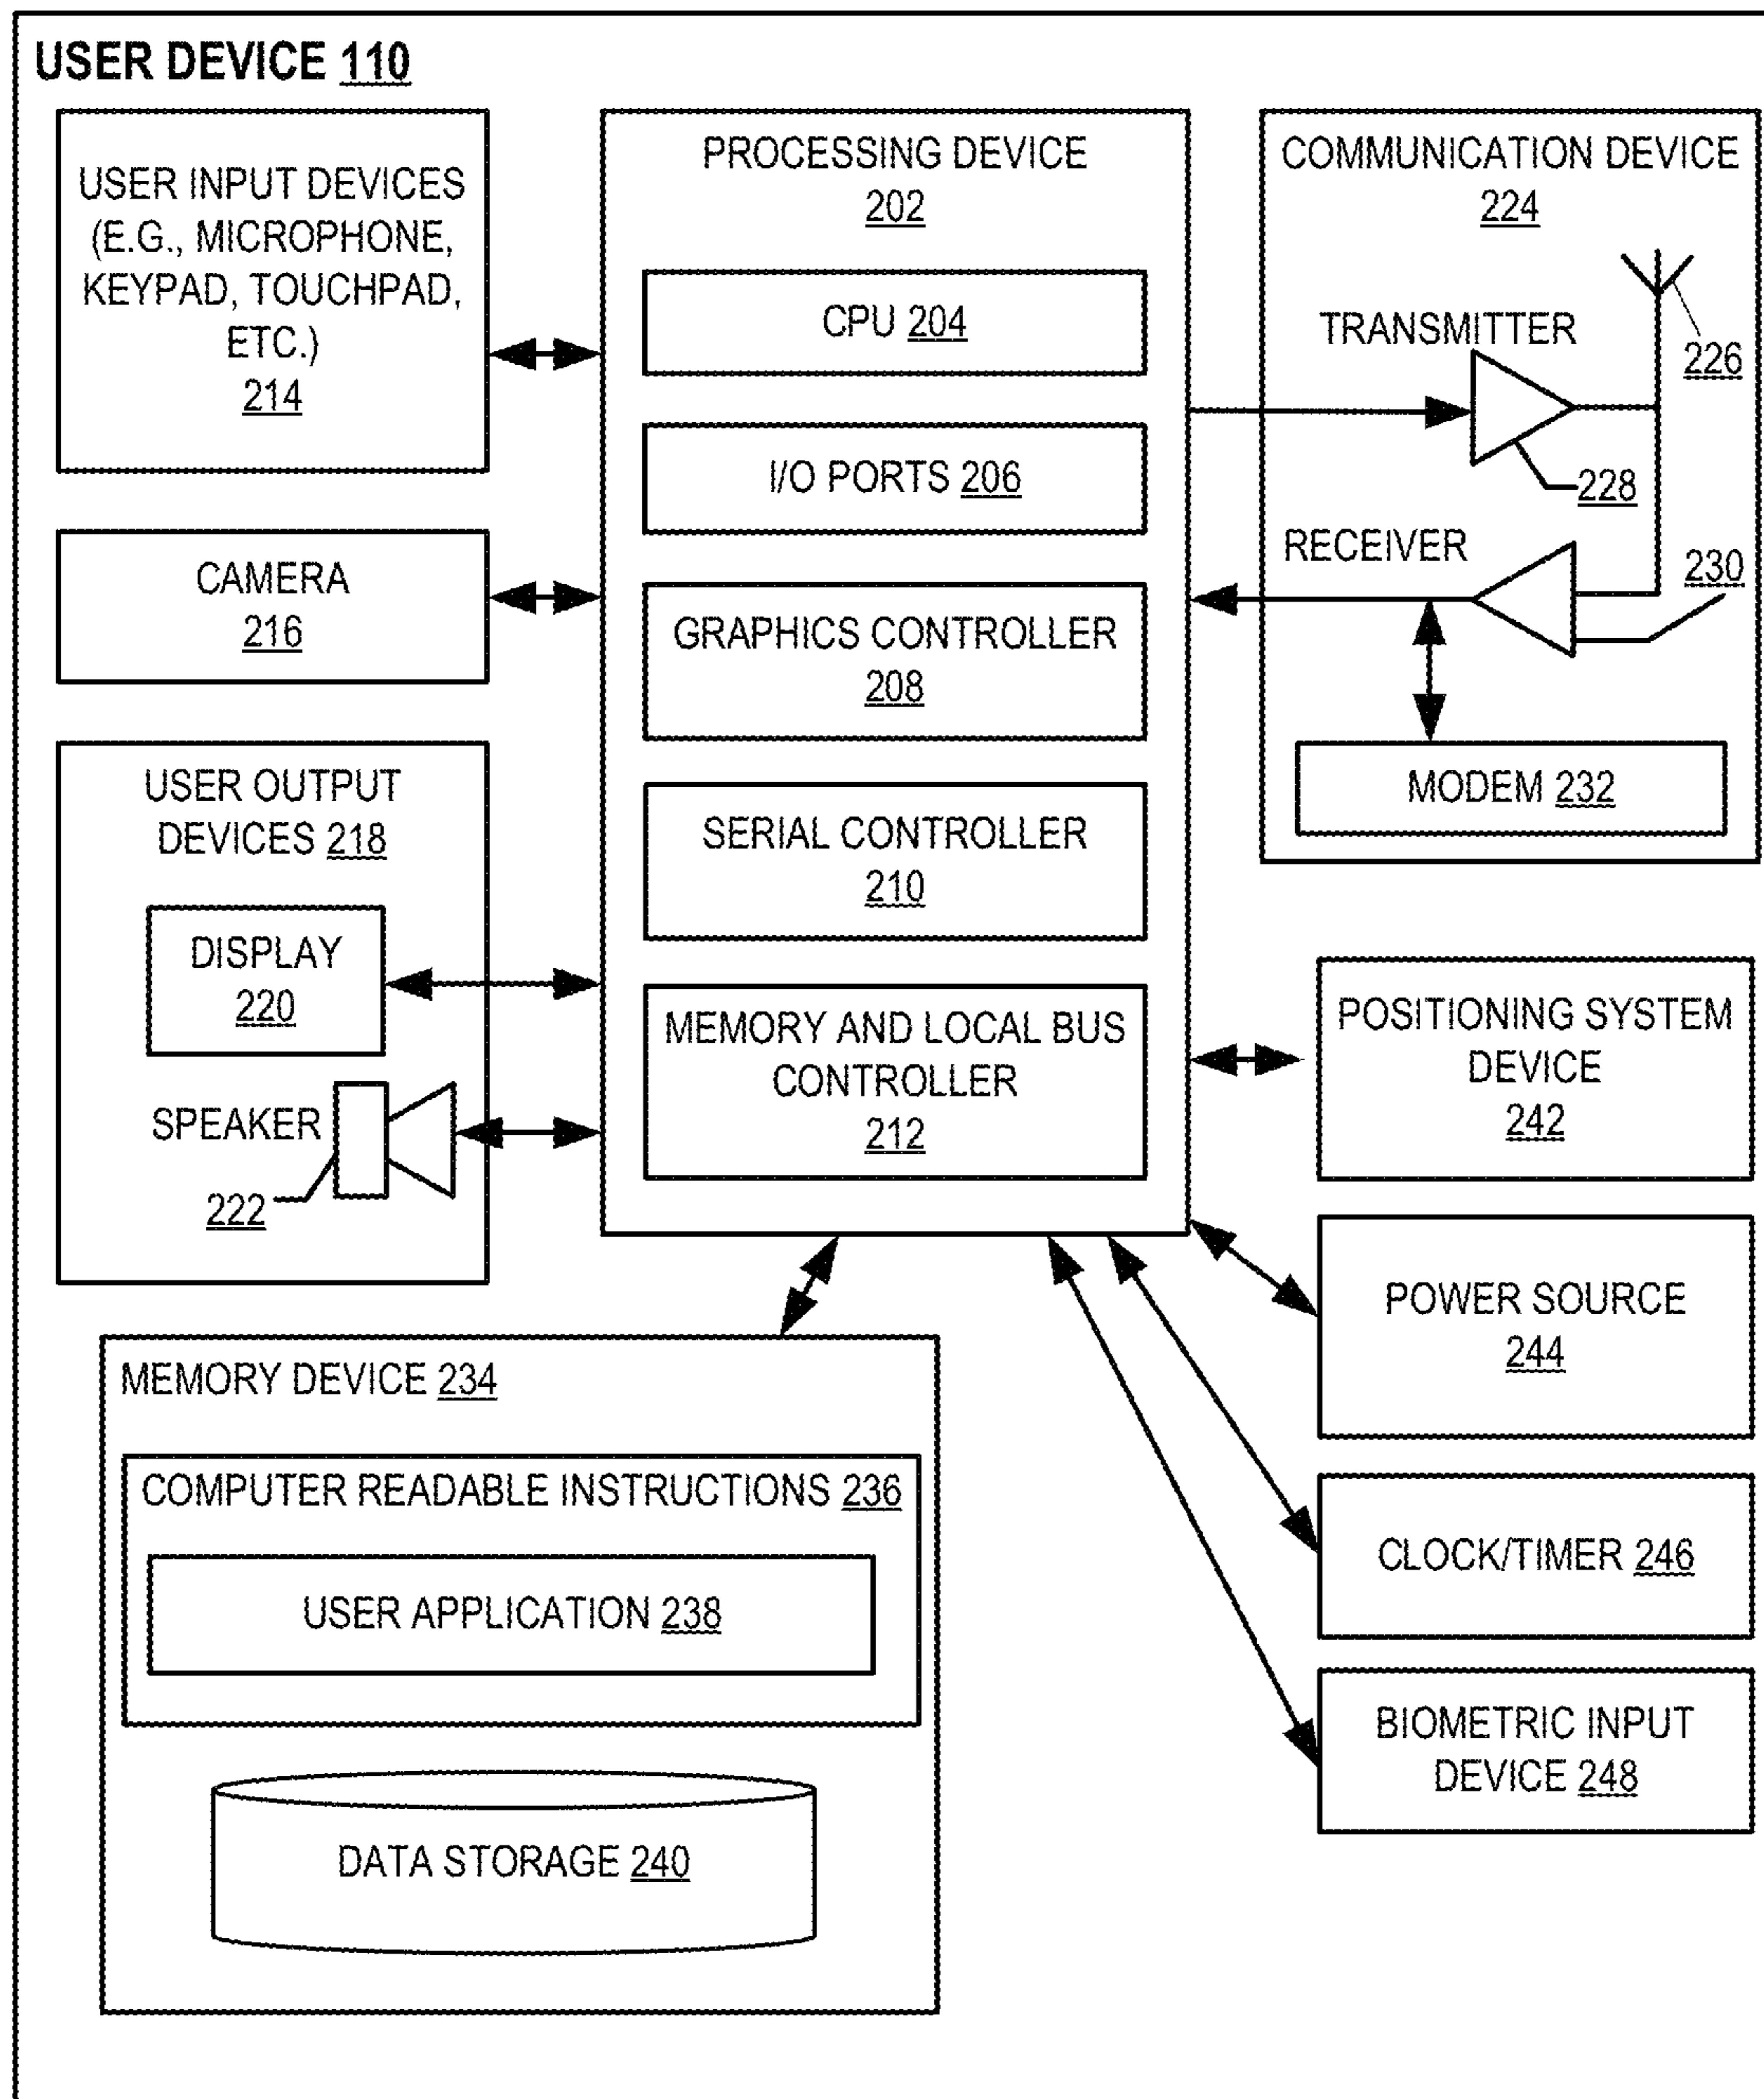 USER DEVICE 110
USER INPUT DEVICES
(E.G., MICROPHONE,
KEYPAD, TOUCHPAD,
ETC.)
214
CAMERA
216
USER OUTPUT
DEVICES 218
DISPLAY
220
SPEAKER
222
PROCESSING DEVICE
202
CPU 204
I/O PORTS 206
GRAPHICS CONTROLLER
208
SERIAL CONTROLLER
210
MEMORY AND LOCAL BUS
CONTROLLER
212
COMMUNICATION DEVICE
224
TRANSMITTER
226
228
RECEIVER
230
MODEM 232
POSITIONING SYSTEM
DEVICE
242
POWER SOURCE
244
CLOCK/TIMER 246
BIOMETRIC INPUT
DEVICE 248
MEMORY DEVICE 234
COMPUTER READABLE INSTRUCTIONS 236
USER APPLICATION 238
DATA STORAGE 240